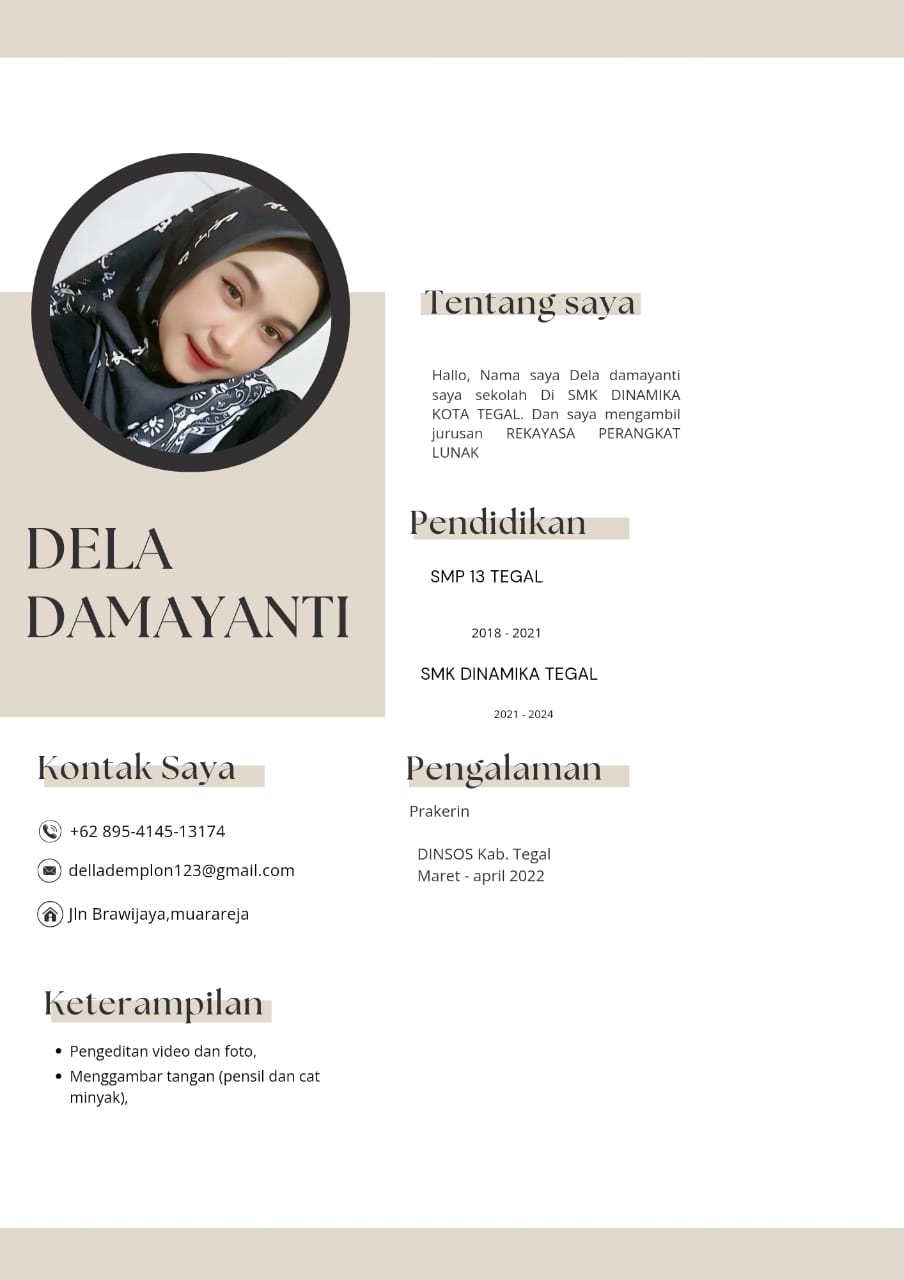 DELA
DAMAYANTI
Kontak Saya
+62 895-4145-13174
dellademplon123@gmail.com
Jln Brawijaya,muarareja
Keterampilan
Pengeditan video dan foto,
Menggambar tangan (pensil dan cat
minyak),
Tentang saya
Hallo, Nama saya Dela damayanti
saya sekolah Di SMK DINAMIKA
KOTA TEGAL. Dan saya mengambil
jurusan REKAYASA PERANGKAT
LUNAK
Pendidikan
SMP 13 TEGAL
2018 - 2021
SMK DINAMIKA TEGAL
2021 - 2024
Pengalaman
Prakerin
DINSOS Kab. Tegal
Maret - april 2022